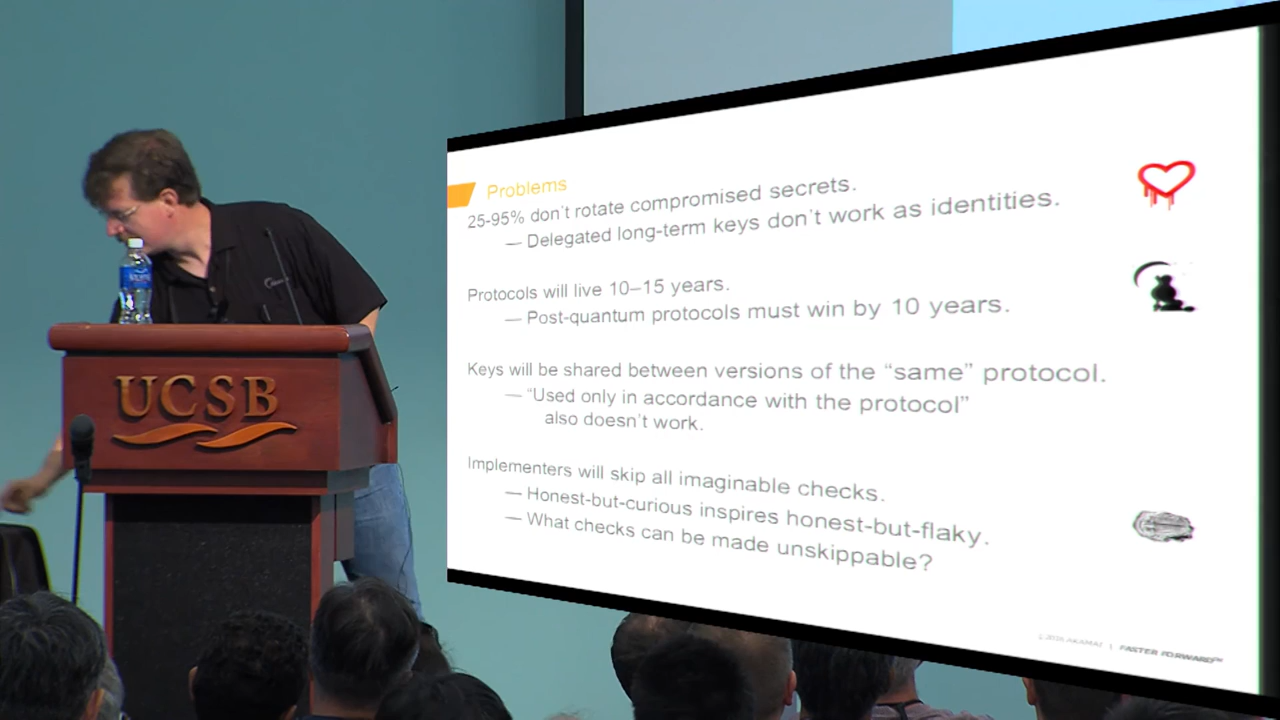 Problems
25-95% don't rotate compromised secrets.
— Delegated long-term keys don't work as identities.
Protocols will live 10–15 years.
— Post-quantum protocols must win by 10 years.
Keys will be shared between versions of the “same” protocol.
— “Used only in accordance with the protocol”
also doesn't work.
Implementers will skip all imaginable checks.
— Honest-but-curious inspires honest-but-flaky.
— What checks can be made unskippable?
AKAMAI | FASTER FORWARD™
UCSB